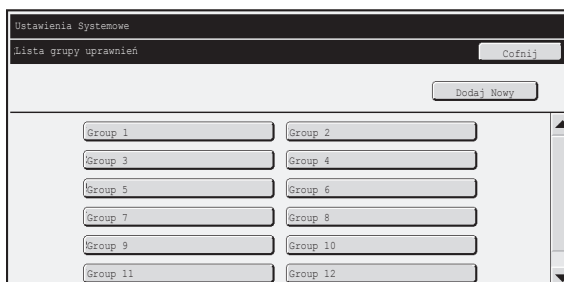 Ustawienia Systemowe
Lista grupy uprawnień
Cofnij
Dodaj Nowy
Group 1
Group 2
Group 3
Group 4
Group 5
Group 6
Group 7
Group 8
Group 9
Group 10
Group 11
Group 12